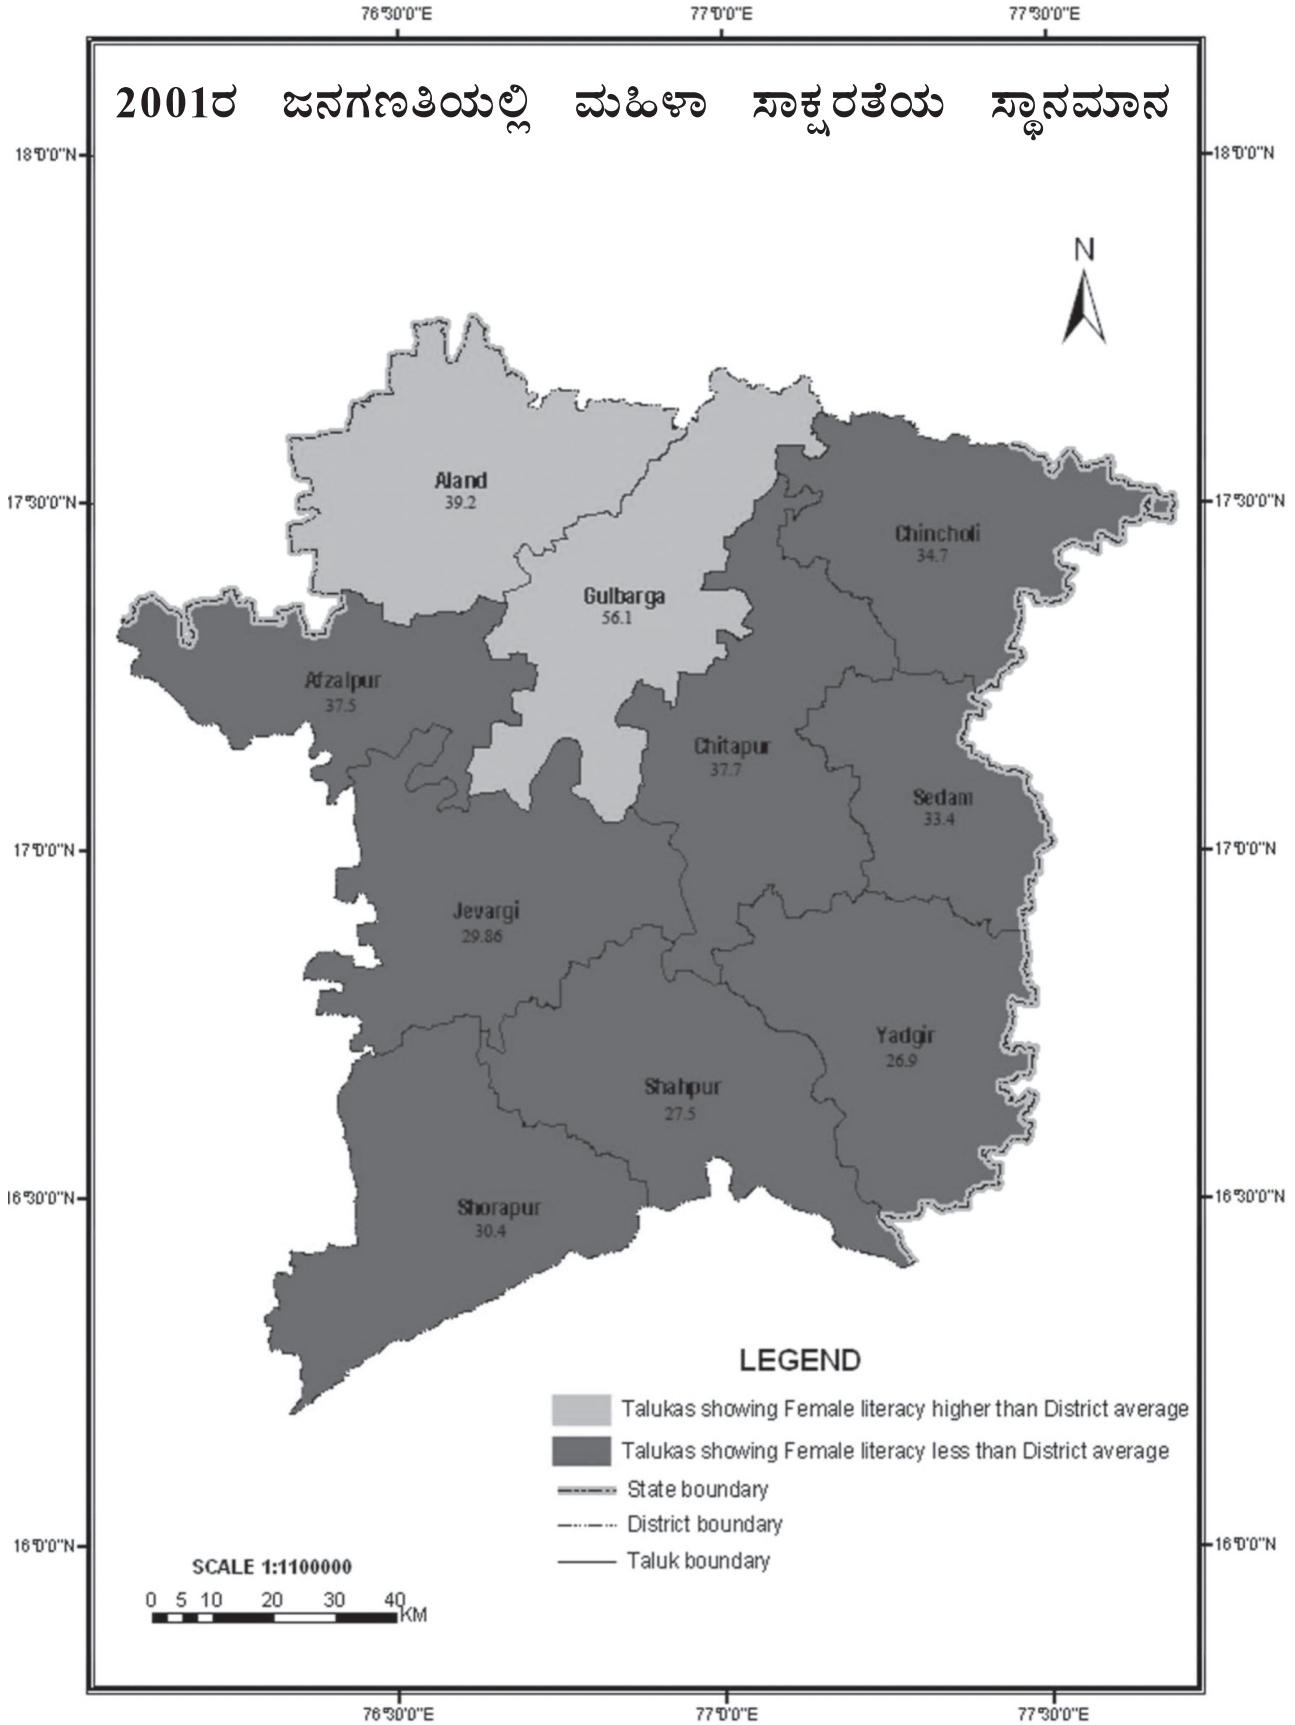 76°30'0"E 77°0'0"E 77°30'0"E
2001ರ ಜನಗಣತಿಯಲ್ಲಿ ಮಹಿಳಾ ಸಾಕ್ಷರತೆಯ ಸ್ಥಾನಮಾನ
18°0'0"N 18°0'0"N
N
Aland
39.2
17°30'0"N 17°30'0"N
Chincholi
34.7
Gulbarga
56.1
Afzalpur
37.5
Chitapur
37.7
Sedam
33.4
17°0'0"N 17°0'0"N
Jevargi
29.86
Yadgir
26.9
Shahpur
27.5
16°30'0"N 16°30'0"N
Shorapur
30.4
LEGEND
Talukas showing Female literacy higher than District average
Talukas showing Female literacy less than District average
State boundary
District boundary
Taluk boundary
16°0'0"N 16°0'0"N
SCALE 1:1100000
0 5 10 20 30 40
KM
76°30'0"E 77°0'0"E 77°30'0"E